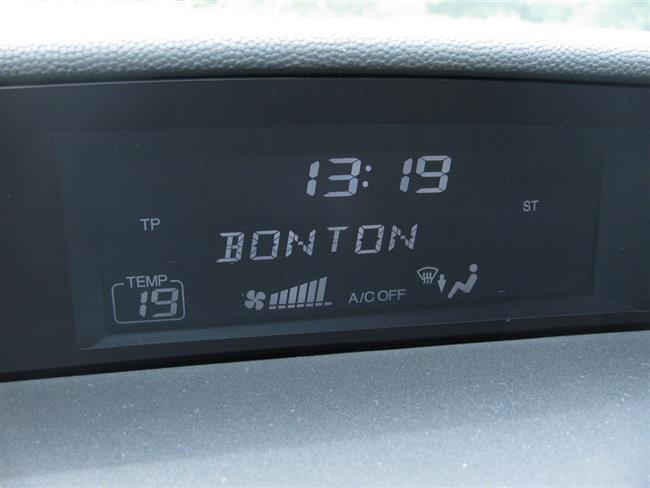 13:19
TP
ST
BONTON
TEMP
19
A/C OFF